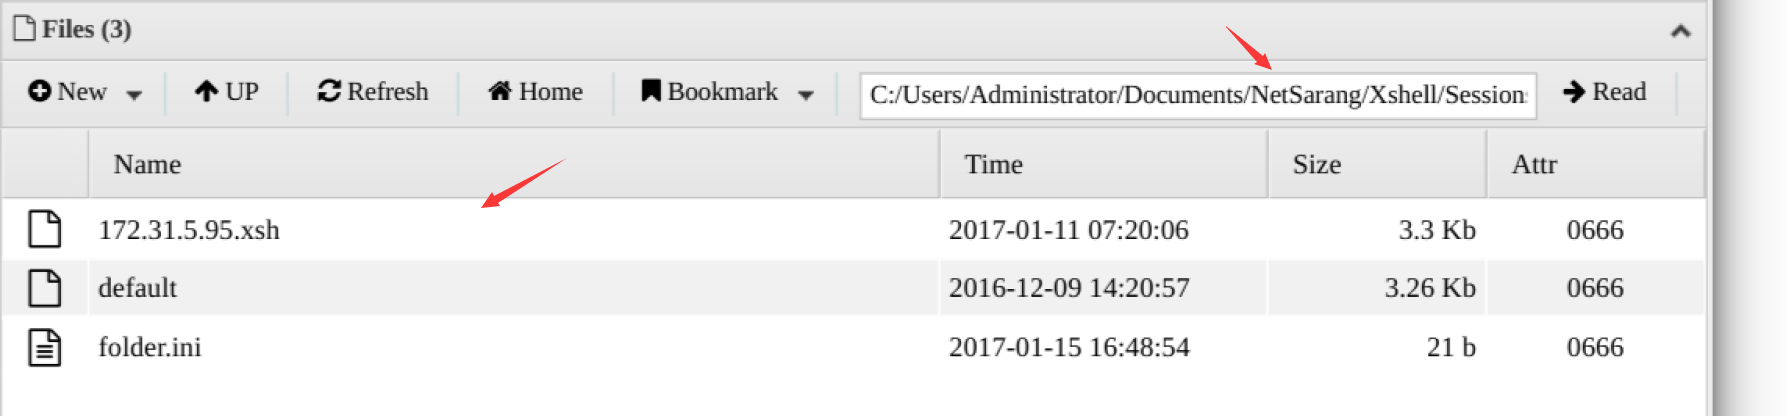 Files (3)
New UP Refresh Home Bookmark C:/Users/Administrator/Documents/NetSarang/Xshell/Session Read
Name Time Size Attr
172.31.5.95.xsh 2017-01-11 07:20:06 3.3 Kb 0666
default 2016-12-09 14:20:57 3.26 Kb 0666
folder.ini 2017-01-15 16:48:54 21 b 0666